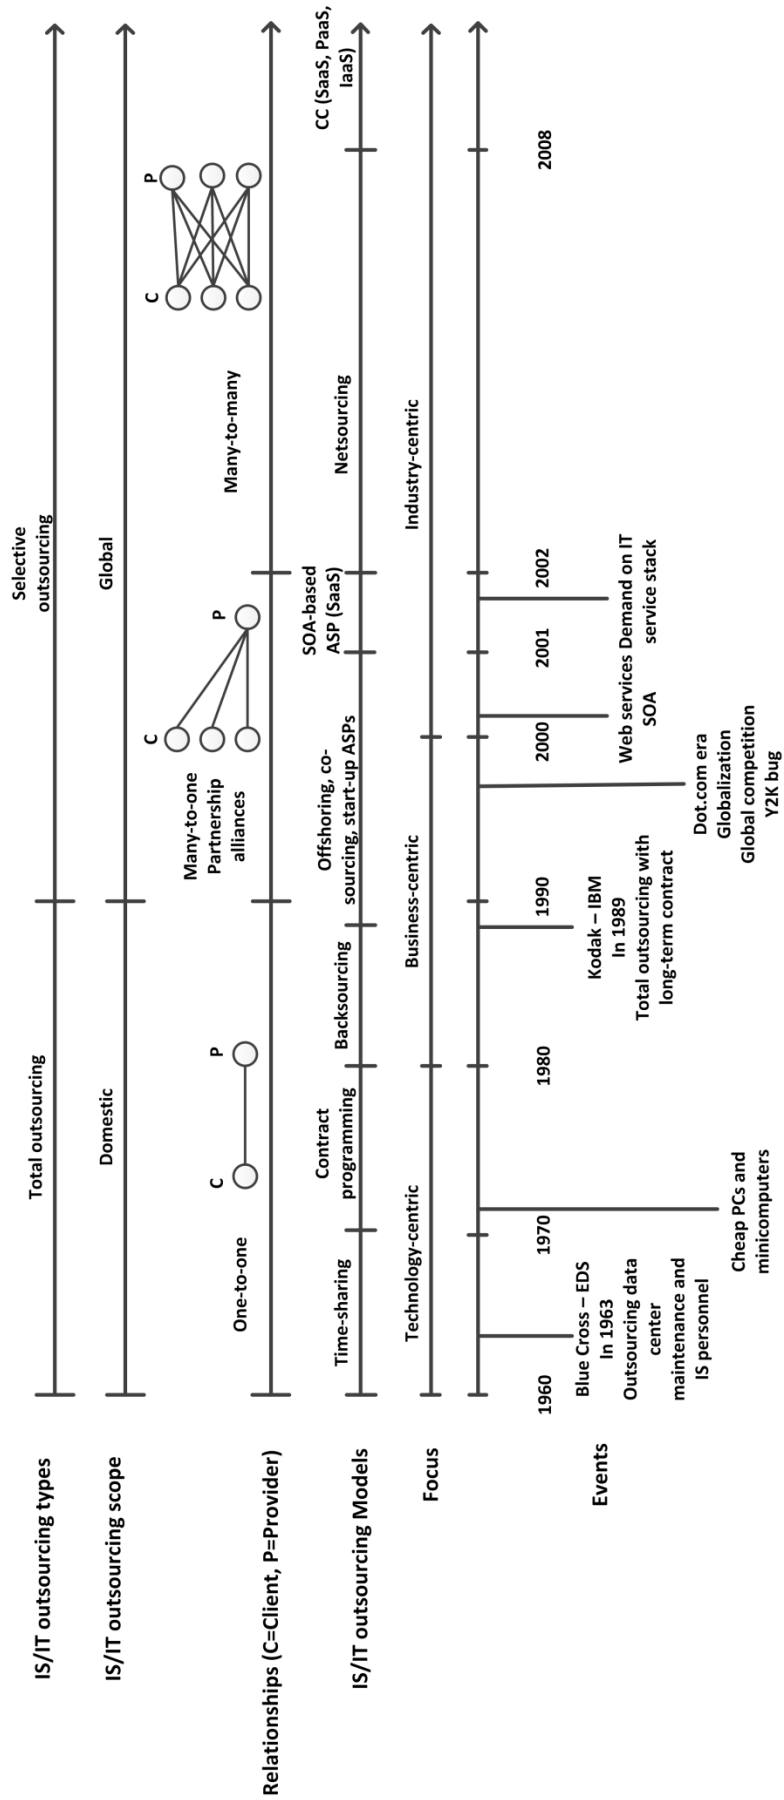 IS/IT outsourcing types
Total outsourcing
Selective
outsourcing
IS/IT outsourcing scope
Domestic
Global
Relationships (C=Client, P=Provider)
One-to-one
C
P
Many-to-one
Partnership
alliances
C
P
Many-to-many
C
P
IS/IT outsourcing Models
Time-sharing
Contract
programming
Backsourcing
Offshoring, co-
sourcing, start-up ASPs
SOA-based
ASP (SaaS)
Netsourcing
CC (SaaS, PaaS,
IaaS)
Focus
Technology-centric
Business-centric
Industry-centric
1960
1970
1980
1990
2000
2001
2002
2008
Events
Blue Cross – EDS
In 1963
Outsourcing data
center
maintenance and
IS personnel
Cheap PCs and
minicomputers
Kodak – IBM
In 1989
Total outsourcing with
long-term contract
Dot.com era
Globalization
Global competition
Y2K bug
Web services
SOA
Demand on IT
service stack